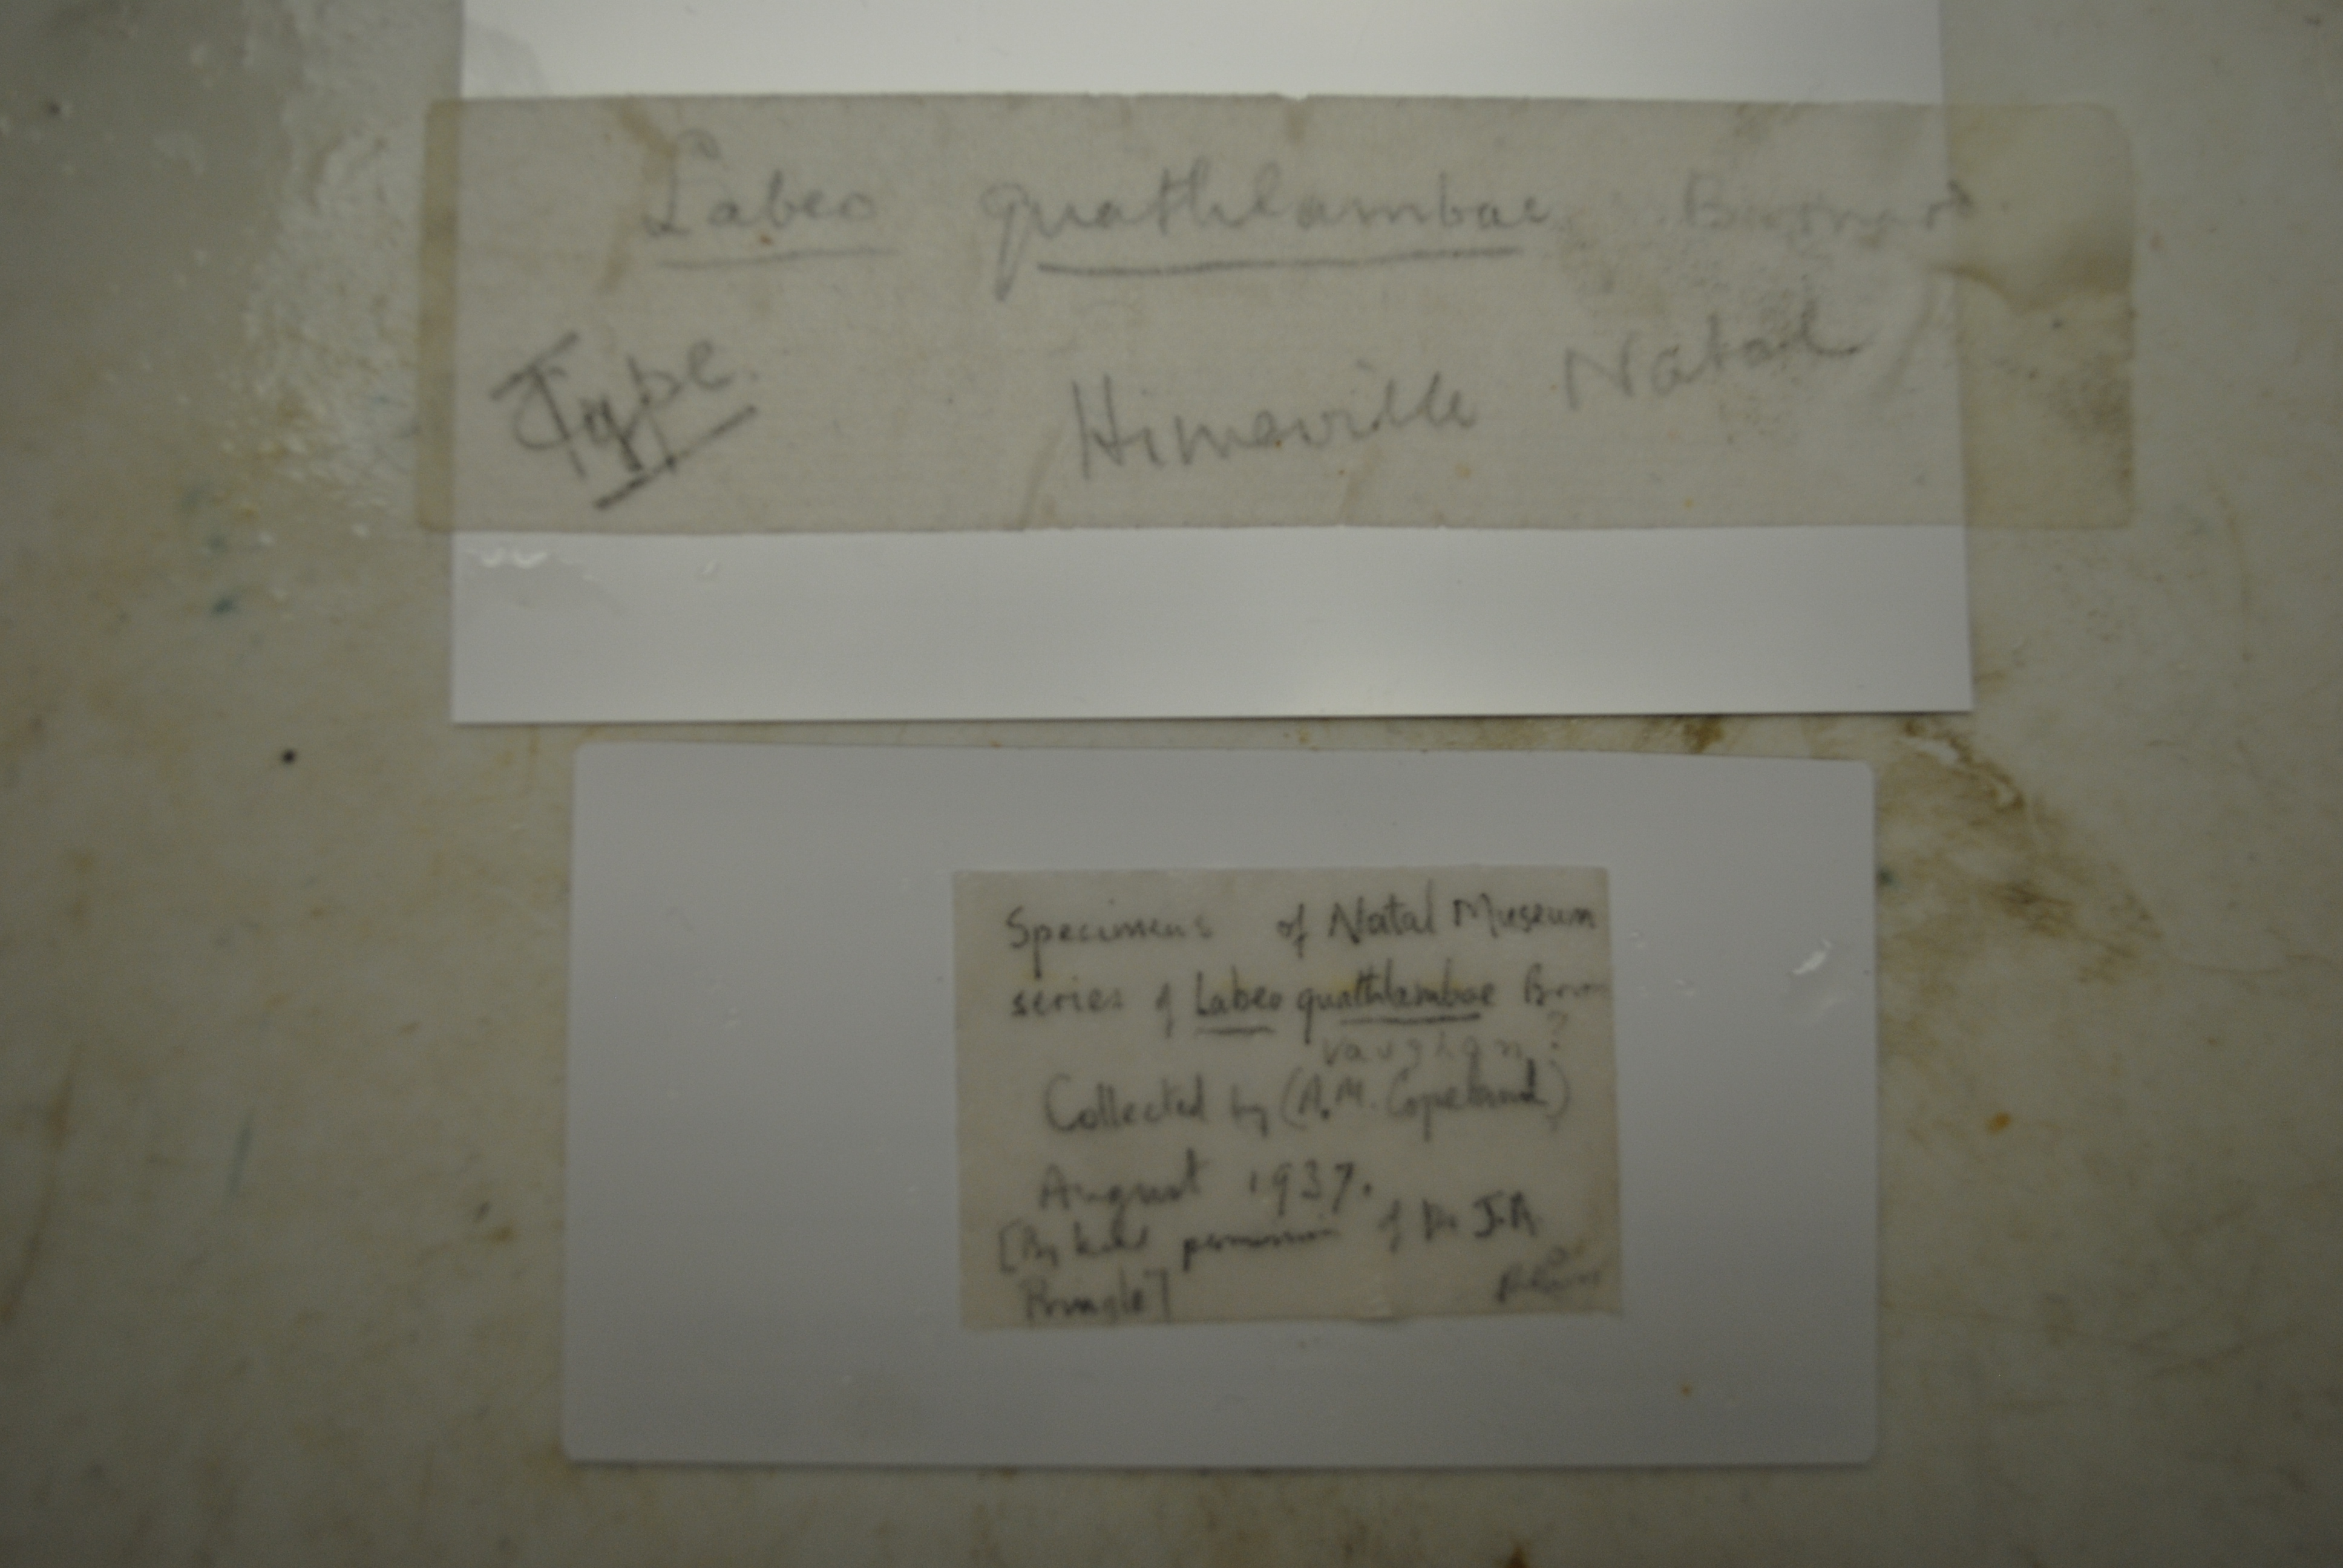 Labeo quathlambae Barnard
Type. Himeville Natal
Specimens of Natal Museum
series of Labeo quathlambae Barn
Vaughan?
Collected by (A.M. Copeland)
August 1937.
[By kind permission of Dr J.A.
Pringle]